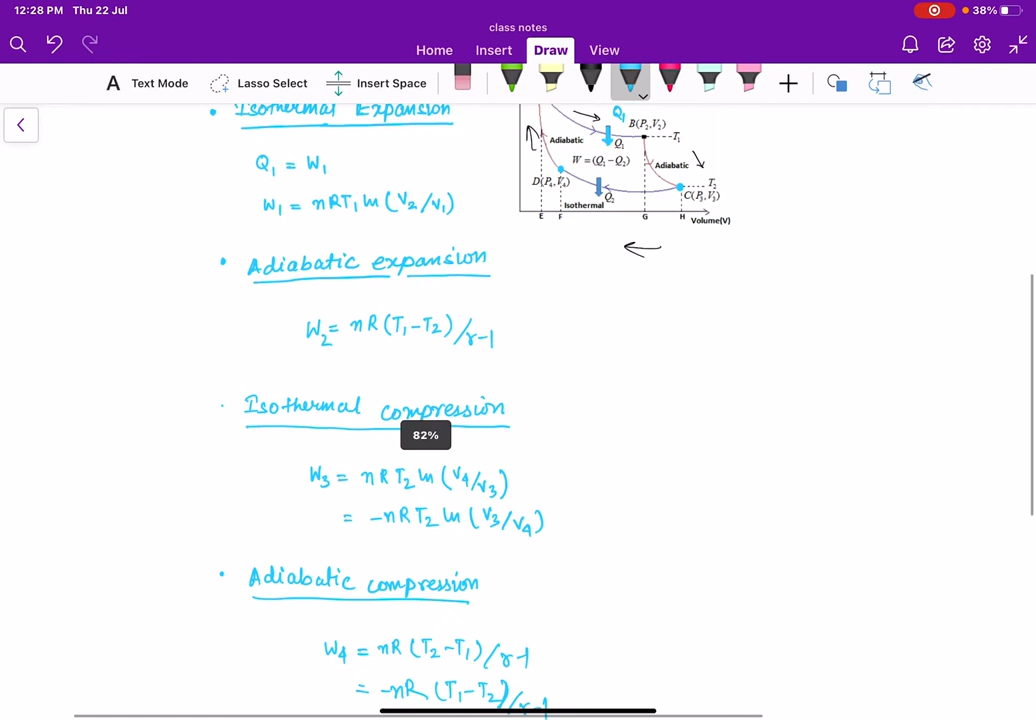 12:28 PM Thu 22 Jul
38%
class notes
Home Insert Draw View
Text Mode Lasso Select Insert Space
• Isothermal Expansion
Q₁ = W₁
W₁ = nRT₁ ln (V₂/V₁)
Q₁
B(P₂,V₂)
T₁
Adiabatic
Q₁
W = (Q₁−Q₂)
Adiabatic
D(P₄,V₄)
T₂
Q₂
C(P₃,V₃)
Isothermal
E F G H Volume(V)
• Adiabatic expansion
W₂ = nR(T₁−T₂)/γ−1
· Isothermal compression
82%
W₃ = nRT₂ ln (V₄/V₃)
= −nRT₂ ln (V₃/V₄)
• Adiabatic compression
W₄ = nR(T₂−T₁)/γ−1
= −nR (T₁−T₂)/γ−1